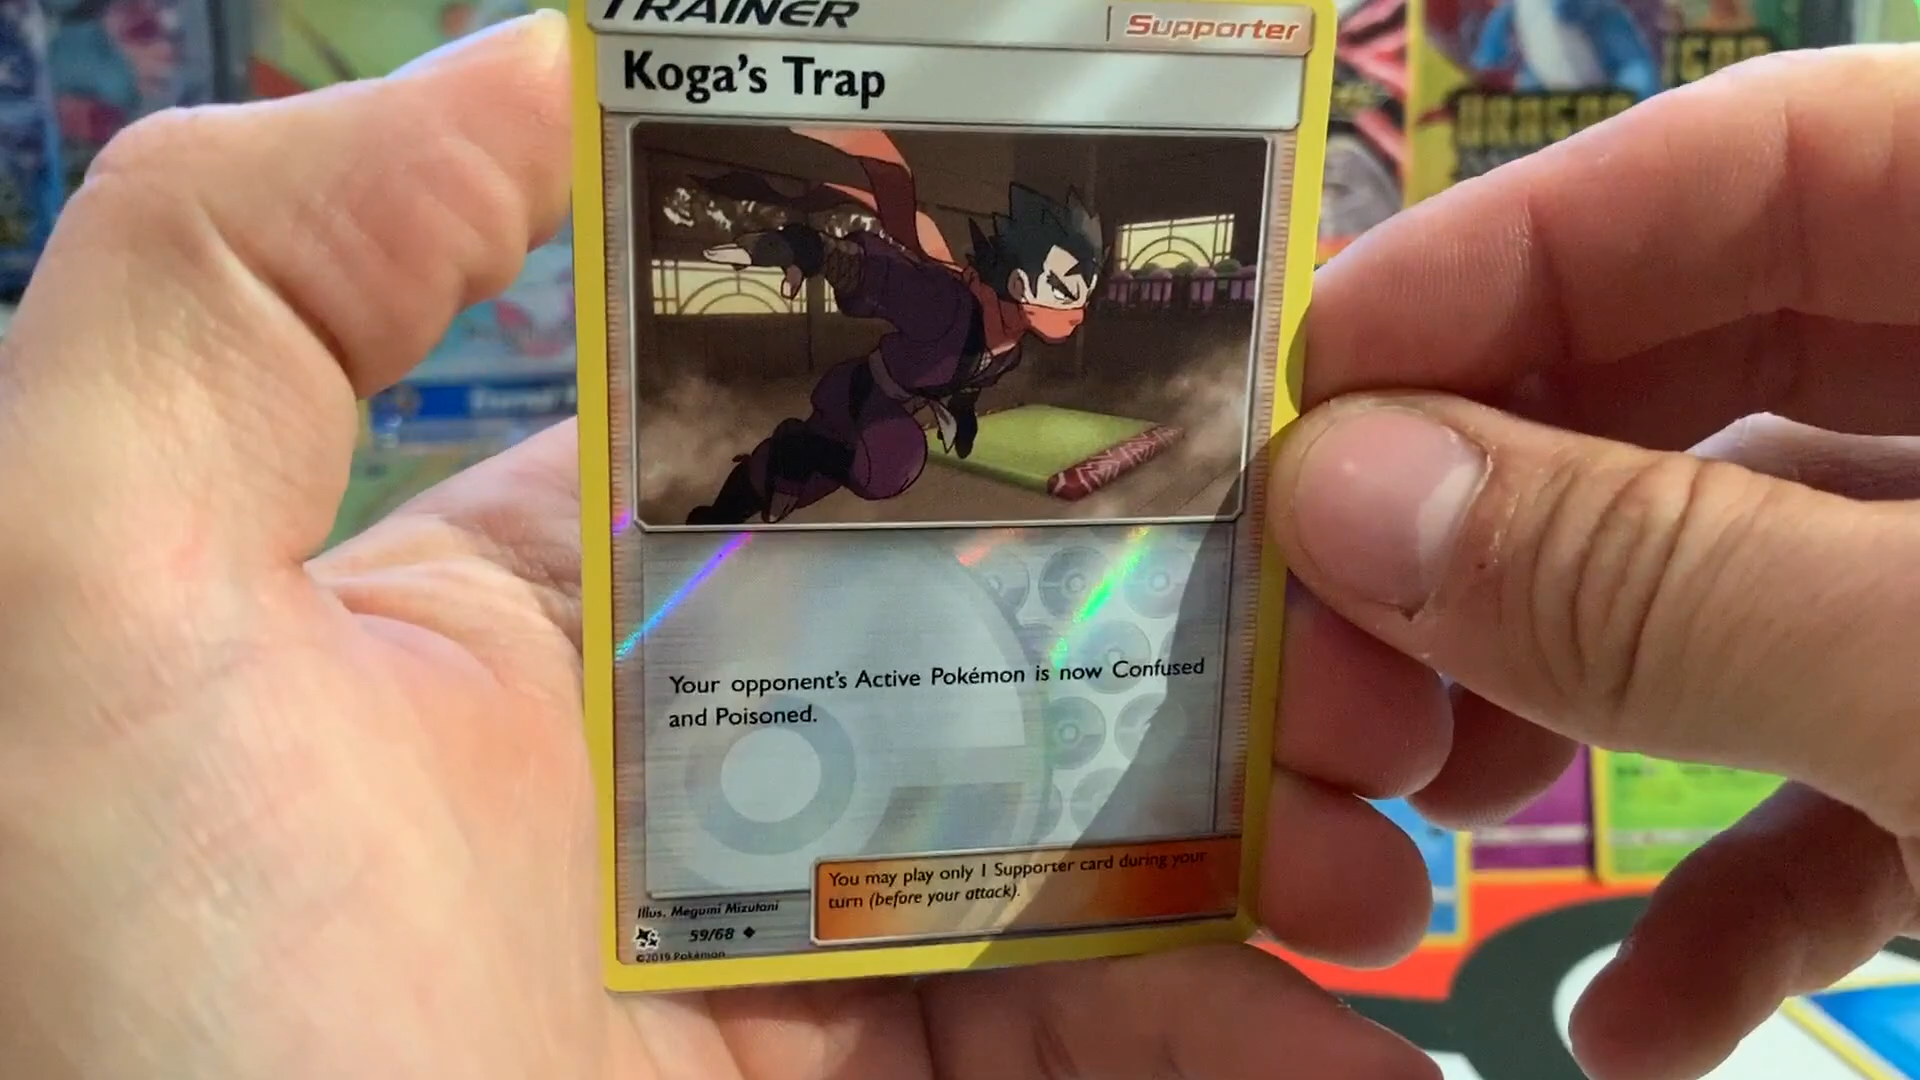 TRAINER
Supporter
Koga's Trap
Your opponent's Active Pokémon is now Confused
and Poisoned.
You may play only 1 Supporter card during your
turn (before your attack).
Illus. Megumi Mizutani
59/68
©2019 Pokémon